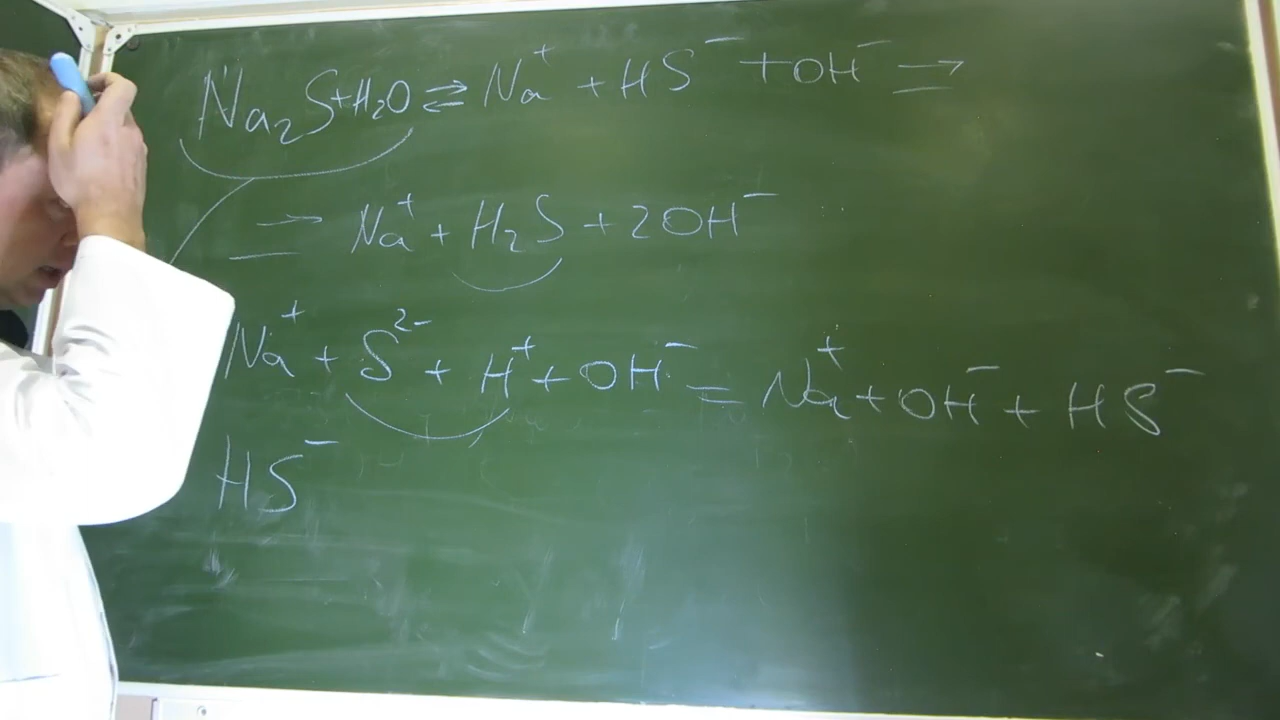 Na₂S+H₂O ⇄ Na⁺ + HS⁻ + OH⁻ ⇒
⇒ Na⁺ + H₂S + 2OH⁻
Na⁺ + S²⁻ + H⁺ + OH⁻ = Na⁺ + OH⁻ + HS⁻
HS⁻